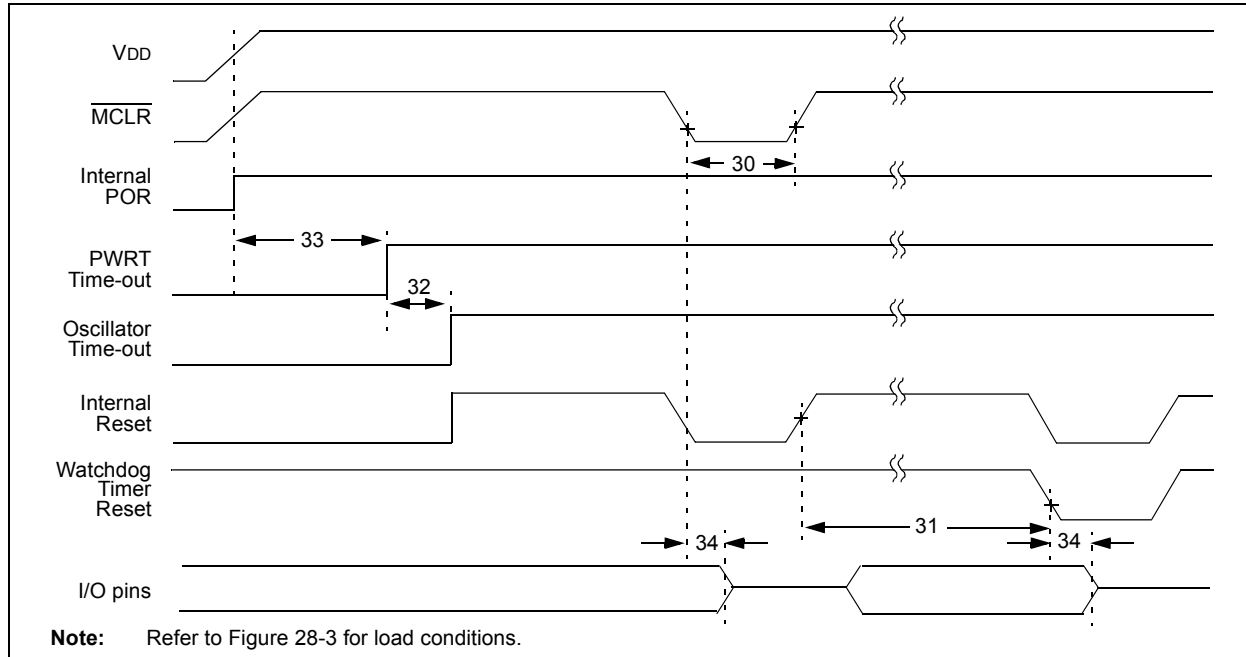 VDD
MCLR
30
Internal
POR
33
PWRT
Time-out
32
Oscillator
Time-out
Internal
Reset
Watchdog
Timer
Reset
31
34
34
I/O pins
Note: Refer to Figure 28-3 for load conditions.